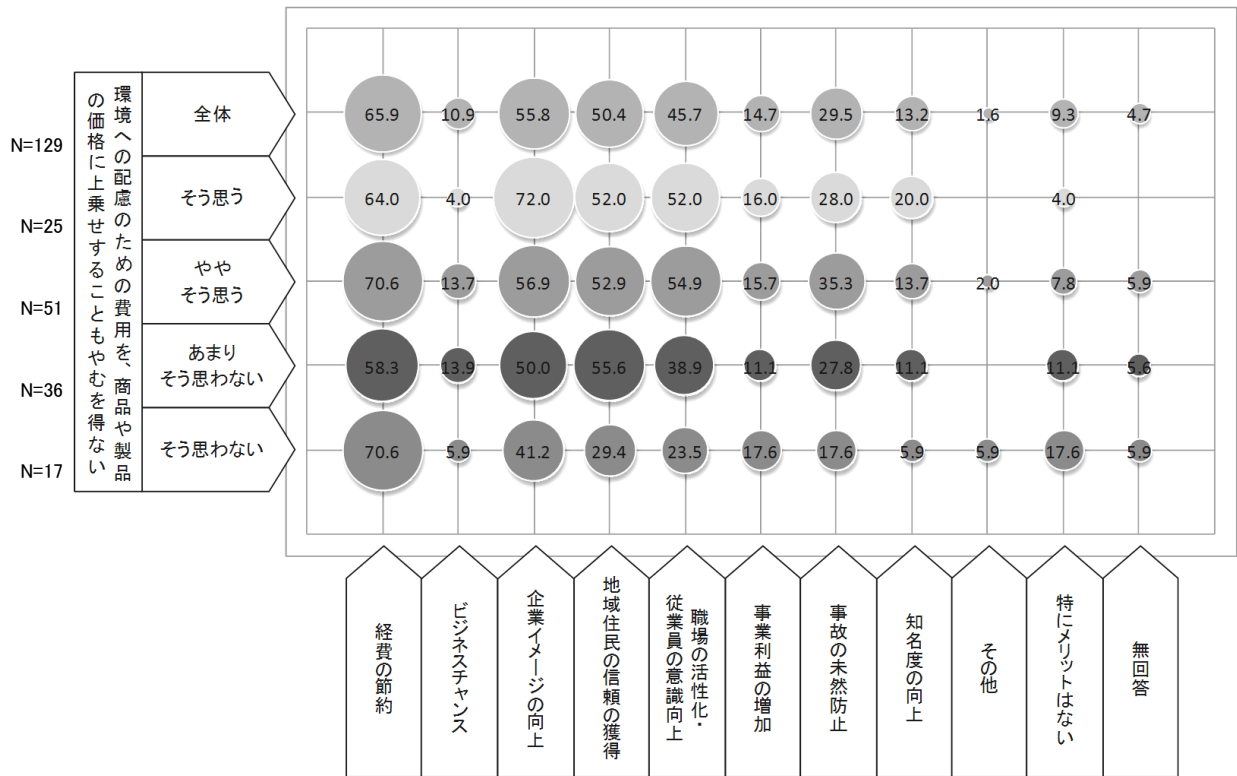 環境への配慮のための費用を、商品や製品
の価格に上乗せすることもやむを得ない
N=129
全体
65.9 10.9 55.8 50.4 45.7 14.7 29.5 13.2 1.6 9.3 4.7
N=25
そう思う
64.0 4.0 72.0 52.0 52.0 16.0 28.0 20.0 4.0
N=51
やや
そう思う
70.6 13.7 56.9 52.9 54.9 15.7 35.3 13.7 2.0 7.8 5.9
N=36
あまり
そう思わない
58.3 13.9 50.0 55.6 38.9 11.1 27.8 11.1 11.1 5.6
N=17
そう思わない
70.6 5.9 41.2 29.4 23.5 17.6 17.6 5.9 5.9 17.6 5.9
経費の節約
ビジネスチャンス
企業イメージの向上
地域住民の信頼の獲得
職場の活性化・
従業員の意識向上
事業利益の増加
事故の未然防止
知名度の向上
その他
特にメリットはない
無回答